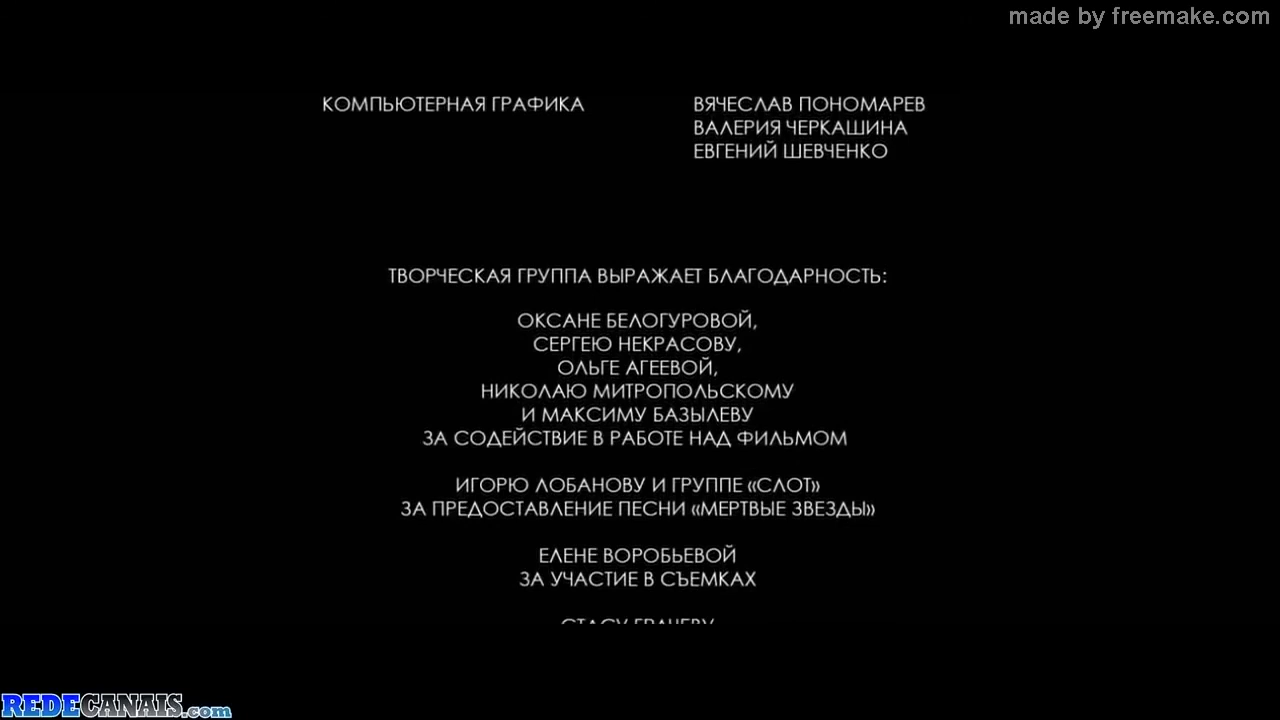 made by freemake.com
КОМПЬЮТЕРНАЯ ГРАФИКА ВЯЧЕСЛАВ ПОНОМАРЕВ
ВАЛЕРИЯ ЧЕРКАШИНА
ЕВГЕНИЙ ШЕВЧЕНКО
ТВОРЧЕСКАЯ ГРУППА ВЫРАЖАЕТ БЛАГОДАРНОСТЬ:
ОКСАНЕ БЕЛОГУРОВОЙ,
СЕРГЕЮ НЕКРАСОВУ,
ОЛЬГЕ АГЕЕВОЙ,
НИКОЛАЮ МИТРОПОЛЬСКОМУ
И МАКСИМУ БАЗЫЛЕВУ
ЗА СОДЕЙСТВИЕ В РАБОТЕ НАД ФИЛЬМОМ
ИГОРЮ ЛОБАНОВУ И ГРУППЕ «СЛОТ»
ЗА ПРЕДОСТАВЛЕНИЕ ПЕСНИ «МЕРТВЫЕ ЗВЕЗДЫ»
ЕЛЕНЕ ВОРОБЬЕВОЙ
ЗА УЧАСТИЕ В СЪЕМКАХ
REDECANAIS.com